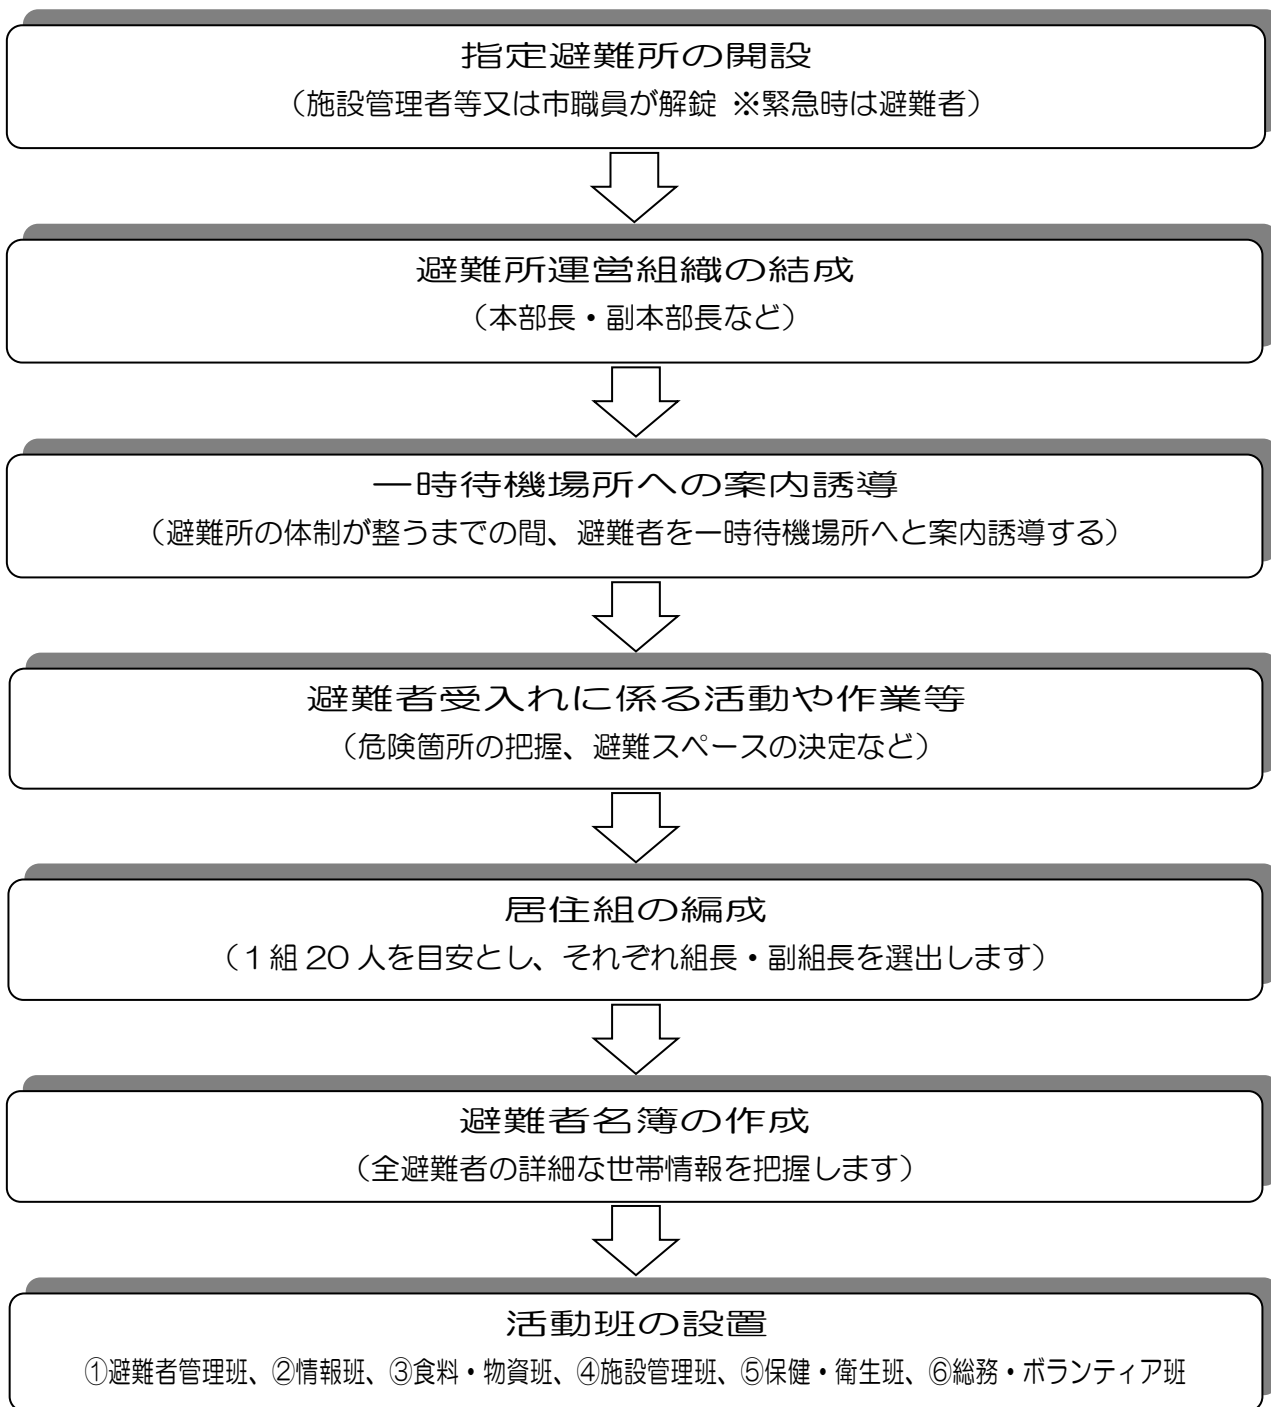 指定避難所の開設
（施設管理者等又は市職員が解錠 ※緊急時は避難者）
避難所運営組織の結成
（本部長・副本部長など）
一時待機場所への案内誘導
（避難所の体制が整うまでの間、避難者を一時待機場所へと案内誘導する）
避難者受入れに係る活動や作業等
（危険箇所の把握、避難スペースの決定など）
居住組の編成
（1 組 20 人を目安とし、それぞれ組長・副組長を選出します）
避難者名簿の作成
（全避難者の詳細な世帯情報を把握します）
活動班の設置
①避難者管理班、②情報班、③食料・物資班、④施設管理班、⑤保健・衛生班、⑥総務・ボランティア班